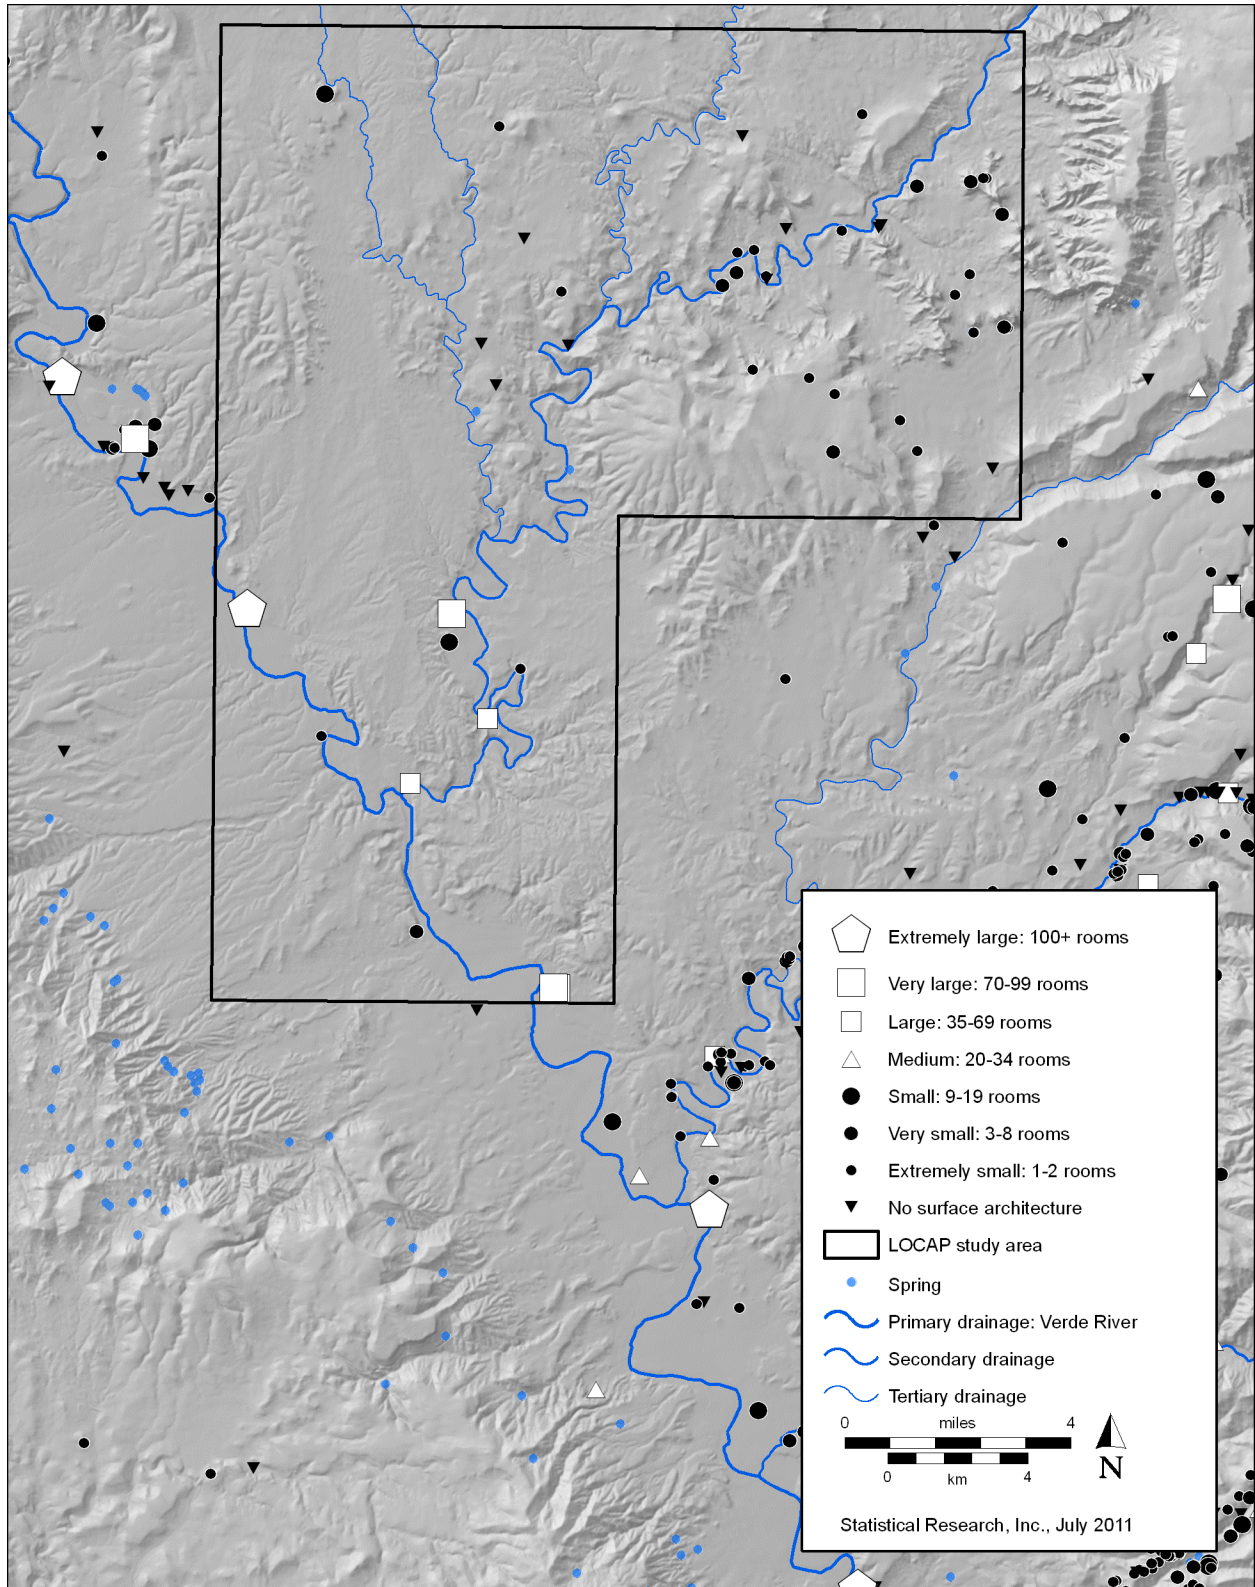 Extremely large: 100+ rooms
Very large: 70-99 rooms
Large: 35-69 rooms
Medium: 20-34 rooms
Small: 9-19 rooms
Very small: 3-8 rooms
Extremely small: 1-2 rooms
No surface architecture
LOCAP study area
Spring
Primary drainage: Verde River
Secondary drainage
Tertiary drainage
0 miles 4
0 km 4
N
Statistical Research, Inc., July 2011